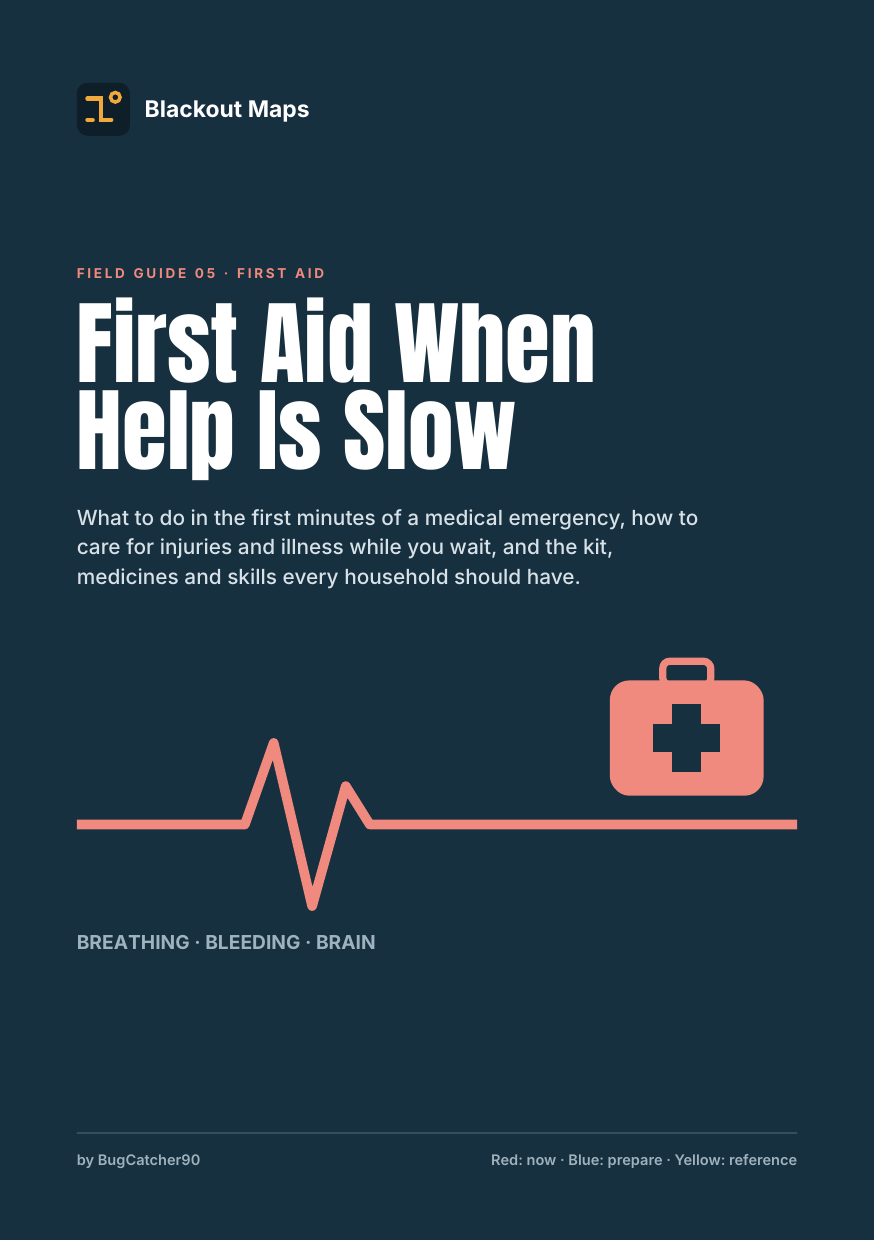 Blackout Maps
FIELD GUIDE 05 · FIRST AID
First Aid When
Help Is Slow
What to do in the first minutes of a medical emergency, how to
care for injuries and illness while you wait, and the kit,
medicines and skills every household should have.
BREATHING · BLEEDING · BRAIN
by BugCatcher90
Red: now · Blue: prepare · Yellow: reference